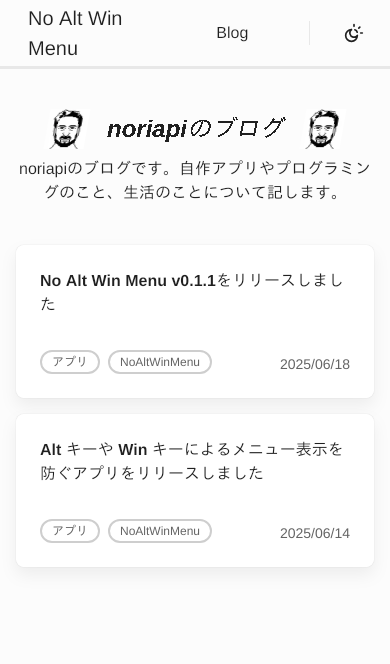 No Alt Win
Menu
Blog
noriapiのブログ
noriapiのブログです。自作アプリやプログラミン
グのこと、生活のことについて記します。
No Alt Win Menu v0.1.1をリリースしまし
た
アプリ NoAltWinMenu 2025/06/18
Alt キーや Win キーによるメニュー表示を
防ぐアプリをリリースしました
アプリ NoAltWinMenu 2025/06/14